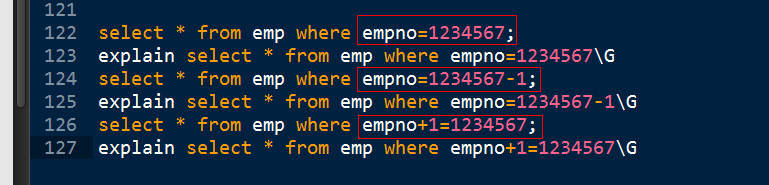 121
122 select * from emp where empno=1234567;
123 explain select * from emp where empno=1234567\G
124 select * from emp where empno=1234567-1;
125 explain select * from emp where empno=1234567-1\G
126 select * from emp where empno+1=1234567;
127 explain select * from emp where empno+1=1234567\G